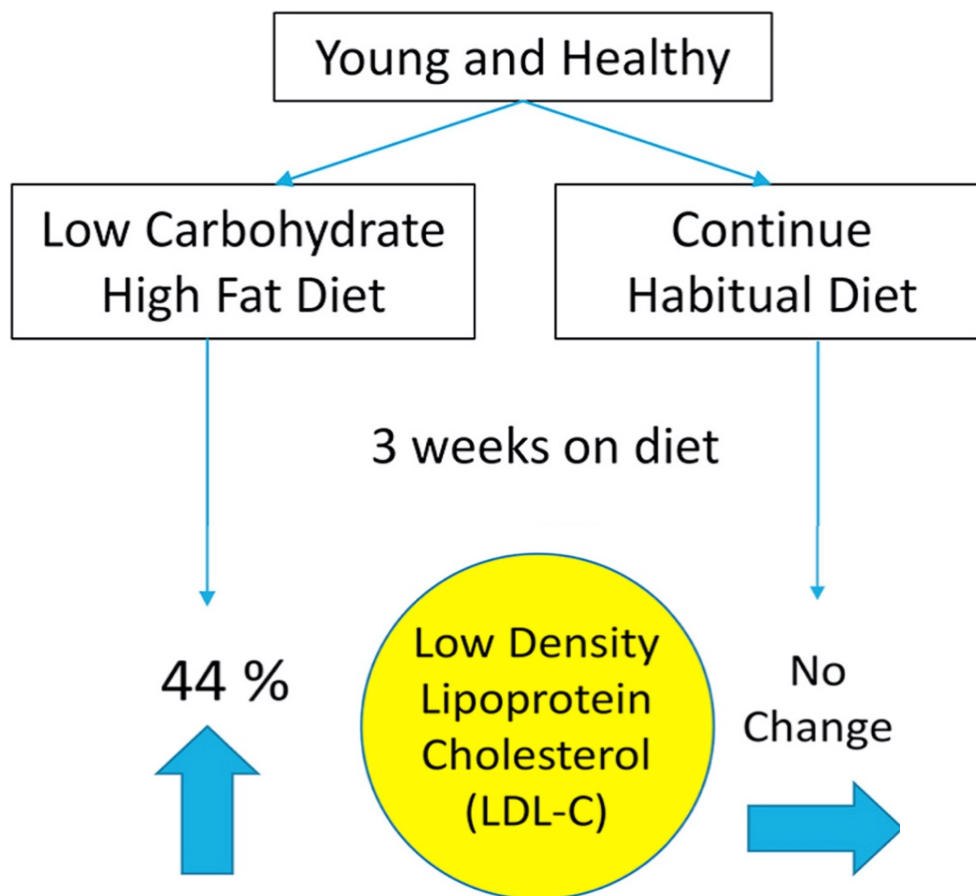 Young and Healthy
Low Carbohydrate
High Fat Diet
Continue
Habitual Diet
3 weeks on diet
44 %
Low Density
Lipoprotein
Cholesterol
(LDL-C)
No
Change